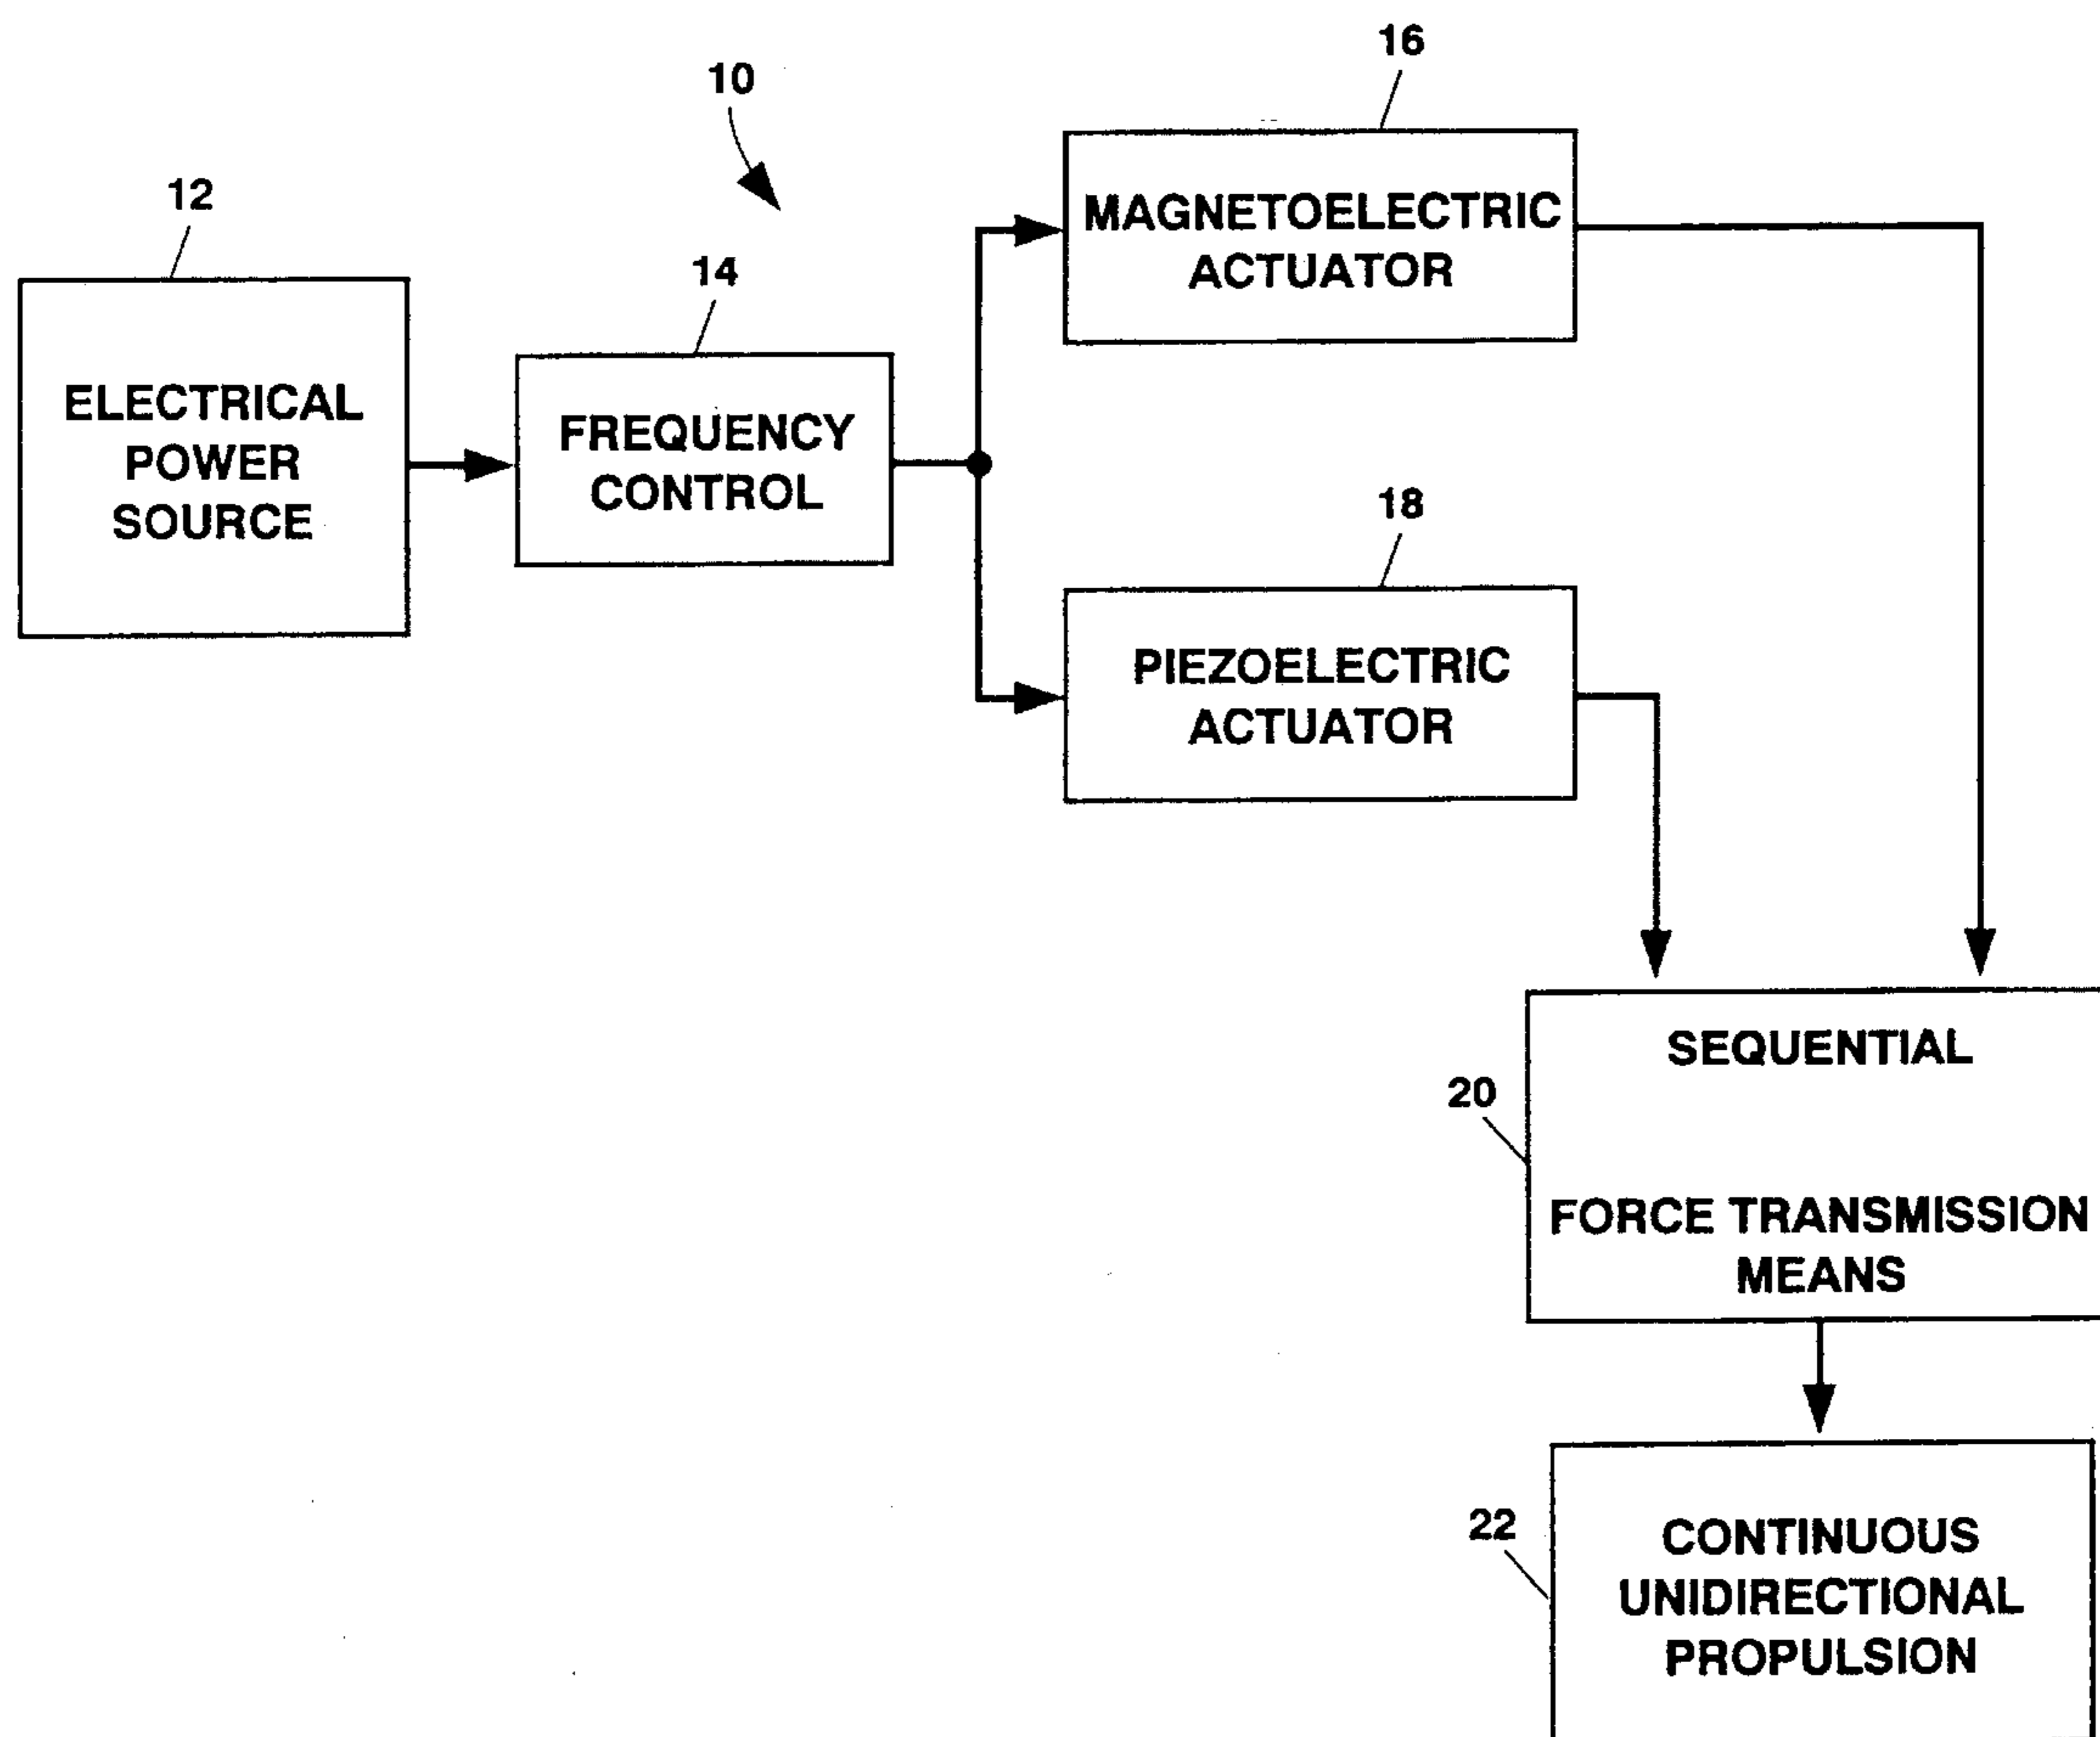 10
12
ELECTRICAL
POWER
SOURCE
14
FREQUENCY
CONTROL
16
MAGNETOELECTRIC
ACTUATOR
18
PIEZOELECTRIC
ACTUATOR
20
SEQUENTIAL
FORCE TRANSMISSION
MEANS
22
CONTINUOUS
UNIDIRECTIONAL
PROPULSION